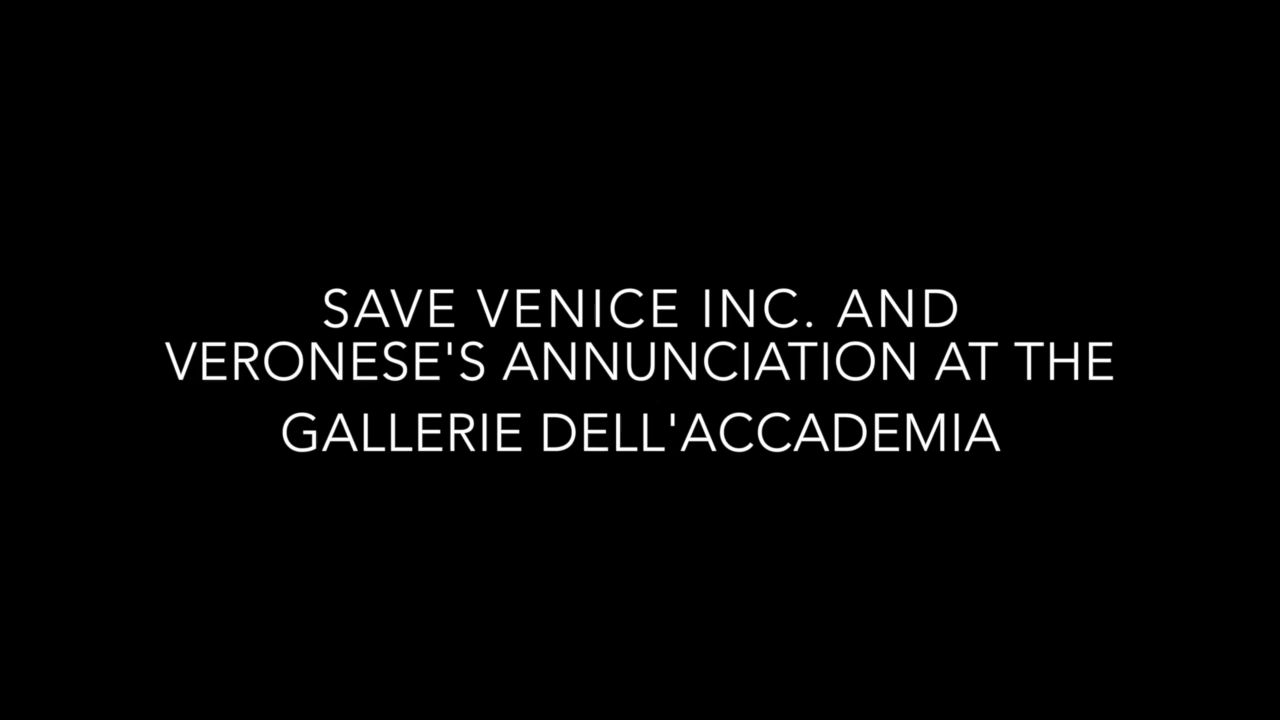 SAVE VENICE INC. AND
VERONESE'S ANNUNCIATION AT THE
GALLERIE DELL'ACCADEMIA